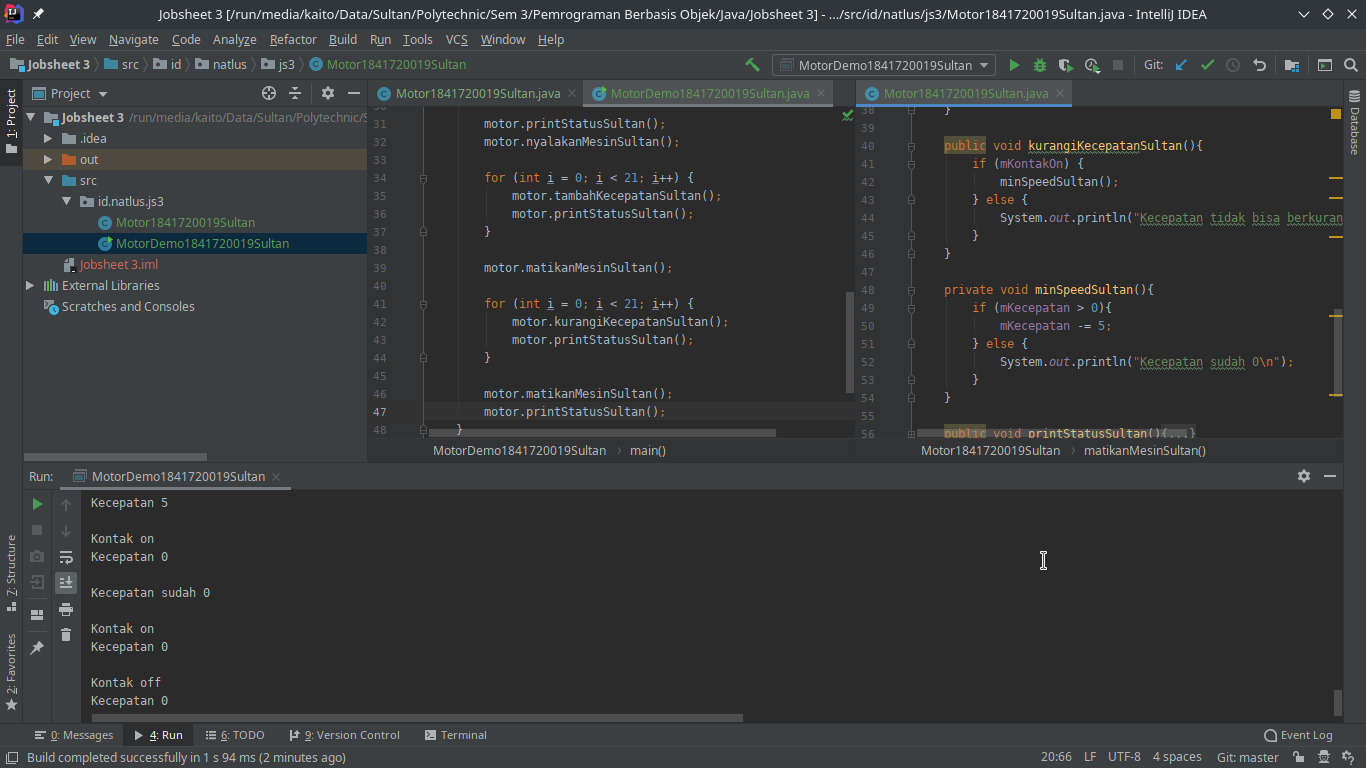 Jobsheet 3 [/run/media/kaito/Data/Sultan/Polytechnic/Sem 3/Pemrograman Berbasis Objek/Java/Jobsheet 3] - .../src/id/natlus/js3/Motor1841720019Sultan.java - IntelliJ IDEA
File Edit View Navigate Code Analyze Refactor Build Run Tools VCS Window Help
Jobsheet 3 src id natlus js3 Motor1841720019Sultan MotorDemo1841720019Sultan Git:
1: Project
7: Structure
2: Favorites
Project
Jobsheet 3 /run/media/kaito/Data/Sultan/Polytechnic/S
.idea
out
src
id.natlus.js3
Motor1841720019Sultan
MotorDemo1841720019Sultan
Jobsheet 3.iml
External Libraries
Scratches and Consoles
Motor1841720019Sultan.java MotorDemo1841720019Sultan.java
31 motor.printStatusSultan();
32 motor.nyalakanMesinSultan();
33
34 for (int i = 0; i < 21; i++) {
35 motor.tambahKecepatanSultan();
36 motor.printStatusSultan();
37 }
38
39 motor.matikanMesinSultan();
40
41 for (int i = 0; i < 21; i++) {
42 motor.kurangiKecepatanSultan();
43 motor.printStatusSultan();
44 }
45
46 motor.matikanMesinSultan();
47 motor.printStatusSultan();
48 }
MotorDemo1841720019Sultan › main()
Motor1841720019Sultan.java
38 }
39
40 public void kurangiKecepatanSultan(){
41 if (mKontakOn) {
42 minSpeedSultan();
43 } else {
44 System.out.println("Kecepatan tidak bisa berkuran
45 }
46 }
47
48 private void minSpeedSultan(){
49 if (mKecepatan > 0){
50 mKecepatan -= 5;
51 } else {
52 System.out.println("Kecepatan sudah 0\n");
53 }
54 }
55
56 public void printStatusSultan(){...}
Motor1841720019Sultan › matikanMesinSultan()
Database
Run: MotorDemo1841720019Sultan
Kecepatan 5
Kontak on
Kecepatan 0
Kecepatan sudah 0
Kontak on
Kecepatan 0
Kontak off
Kecepatan 0
0: Messages 4: Run 6: TODO 9: Version Control Terminal Event Log
Build completed successfully in 1 s 94 ms (2 minutes ago) 20:66 LF UTF-8 4 spaces Git: master